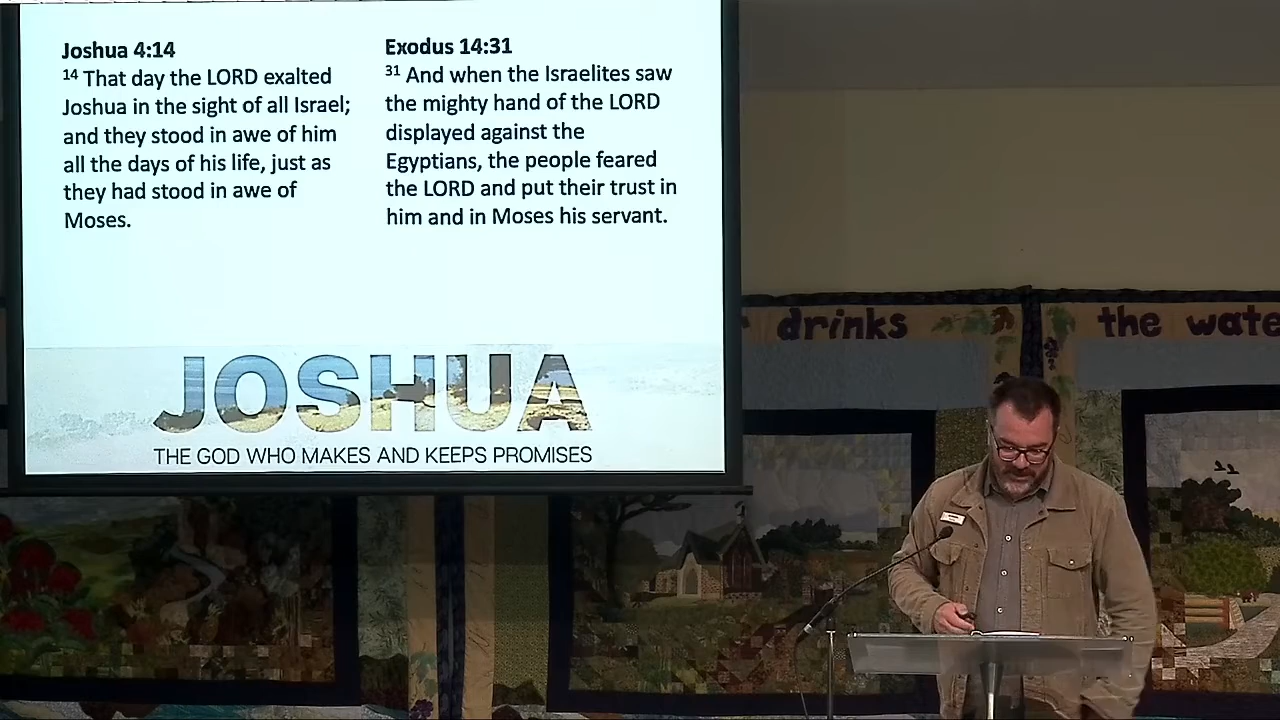 Joshua 4:14
14 That day the LORD exalted
Joshua in the sight of all Israel;
and they stood in awe of him
all the days of his life, just as
they had stood in awe of
Moses.
Exodus 14:31
31 And when the Israelites saw
the mighty hand of the LORD
displayed against the
Egyptians, the people feared
the LORD and put their trust in
him and in Moses his servant.
JOSHUA
THE GOD WHO MAKES AND KEEPS PROMISES
drinks
the wate